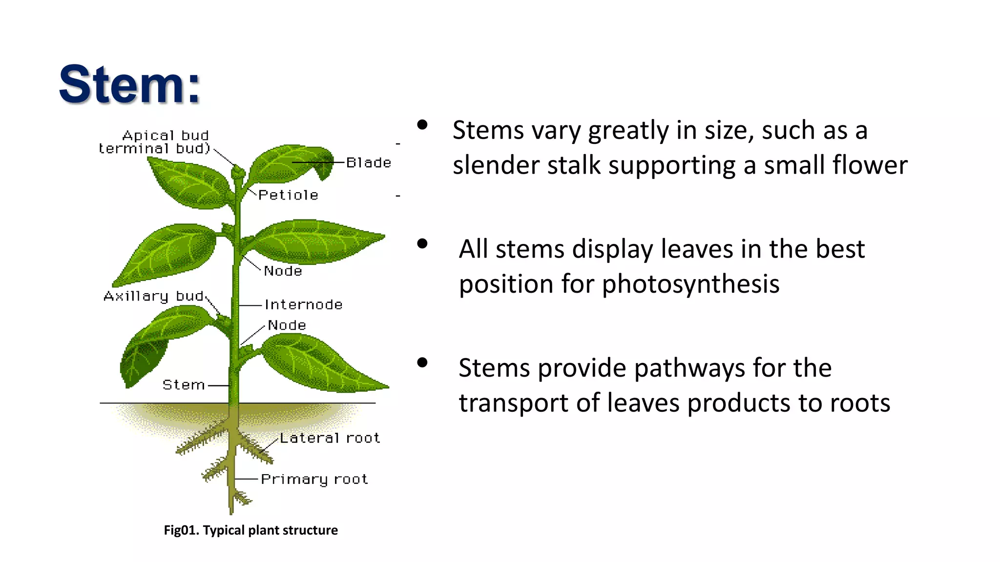 Stem:
Apical bud
terminal bud)
Blade
Petiole
Node
Axillary bud
Internode
Node
Stem
Lateral root
Primary root
Fig01. Typical plant structure
-
-
• Stems vary greatly in size, such as a
slender stalk supporting a small flower
• All stems display leaves in the best
position for photosynthesis
• Stems provide pathways for the
transport of leaves products to roots